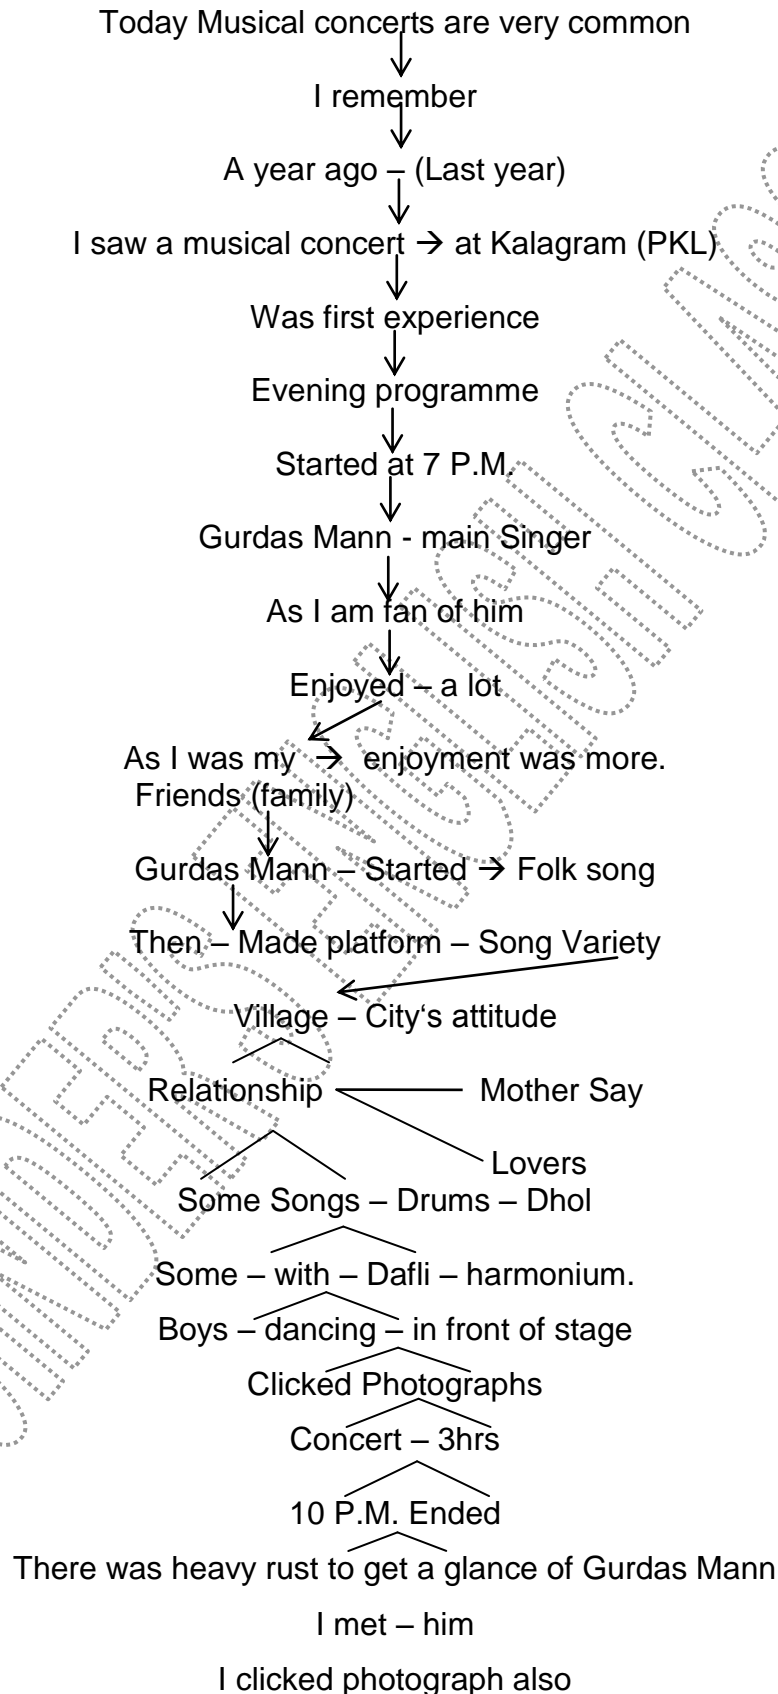 Today Musical concerts are very common
I remember
A year ago – (Last year)
I saw a musical concert → at Kalagram (PKL)
Was first experience
Evening programme
Started at 7 P.M.
Gurdas Mann - main Singer
As I am fan of him
Enjoyed – a lot
As I was my → enjoyment was more.
Friends (family)
Gurdas Mann – Started → Folk song
Then – Made platform – Song Variety
Village – City‘s attitude
Relationship Mother Say
Lovers
Some Songs – Drums – Dhol
Some – with – Dafli – harmonium.
Boys – dancing – in front of stage
Clicked Photographs
Concert – 3hrs
10 P.M. Ended
There was heavy rust to get a glance of Gurdas Mann
I met – him
I clicked photograph also